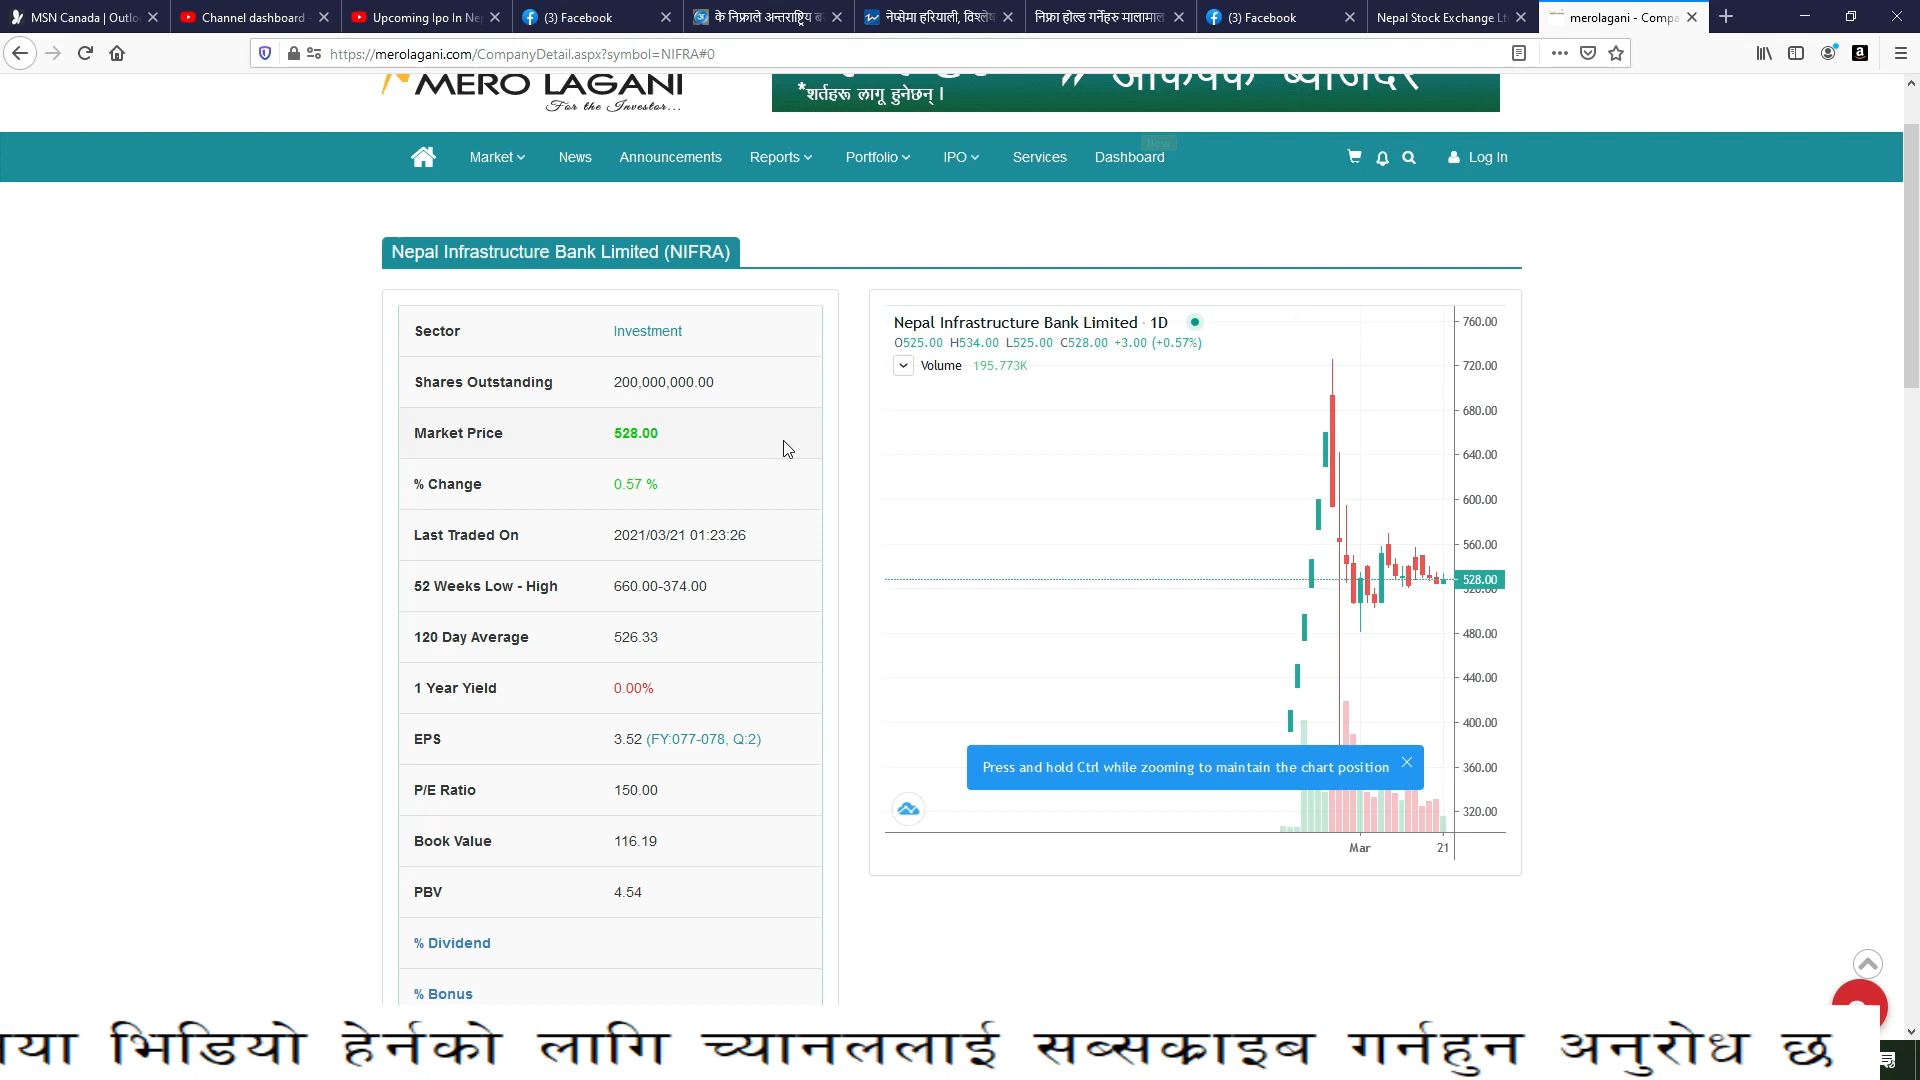 MSN Canada | Outlo
Channel dashboard
Upcoming Ipo In Ne
(3) Facebook
के निफ्राले अन्तराष्ट्रिय ब
नेप्सेमा हरियाली, विश्लेष
निफ्रा होल्ड गर्नेहरु मालामाल
(3) Facebook
Nepal Stock Exchange Lt
merolagani - Compa
https://merolagani.com/CompanyDetail.aspx?symbol=NIFRA#0
MERO LAGANI
For the Investor...
*शर्तहरू लागू हुनेछन् ।
» आकर्षक ब्याजदर
Market
News
Announcements
Reports
Portfolio
IPO
Services
Dashboard
New
Log In
Nepal Infrastructure Bank Limited (NIFRA)
Sector Investment
Shares Outstanding 200,000,000.00
Market Price 528.00
% Change 0.57 %
Last Traded On 2021/03/21 01:23:26
52 Weeks Low - High 660.00-374.00
120 Day Average 526.33
1 Year Yield 0.00%
EPS 3.52 (FY:077-078, Q:2)
P/E Ratio 150.00
Book Value 116.19
PBV 4.54
% Dividend
% Bonus
Nepal Infrastructure Bank Limited · 1D
O525.00 H534.00 L525.00 C528.00 +3.00 (+0.57%)
Volume 195.773K
760.00
720.00
680.00
640.00
600.00
560.00
528.00
520.00
480.00
440.00
400.00
360.00
320.00
Press and hold Ctrl while zooming to maintain the chart position
Mar 21
भिडियो हेर्नको लागि च्यानललाई सब्सक्राइब गर्नहुन अनुरोध छ